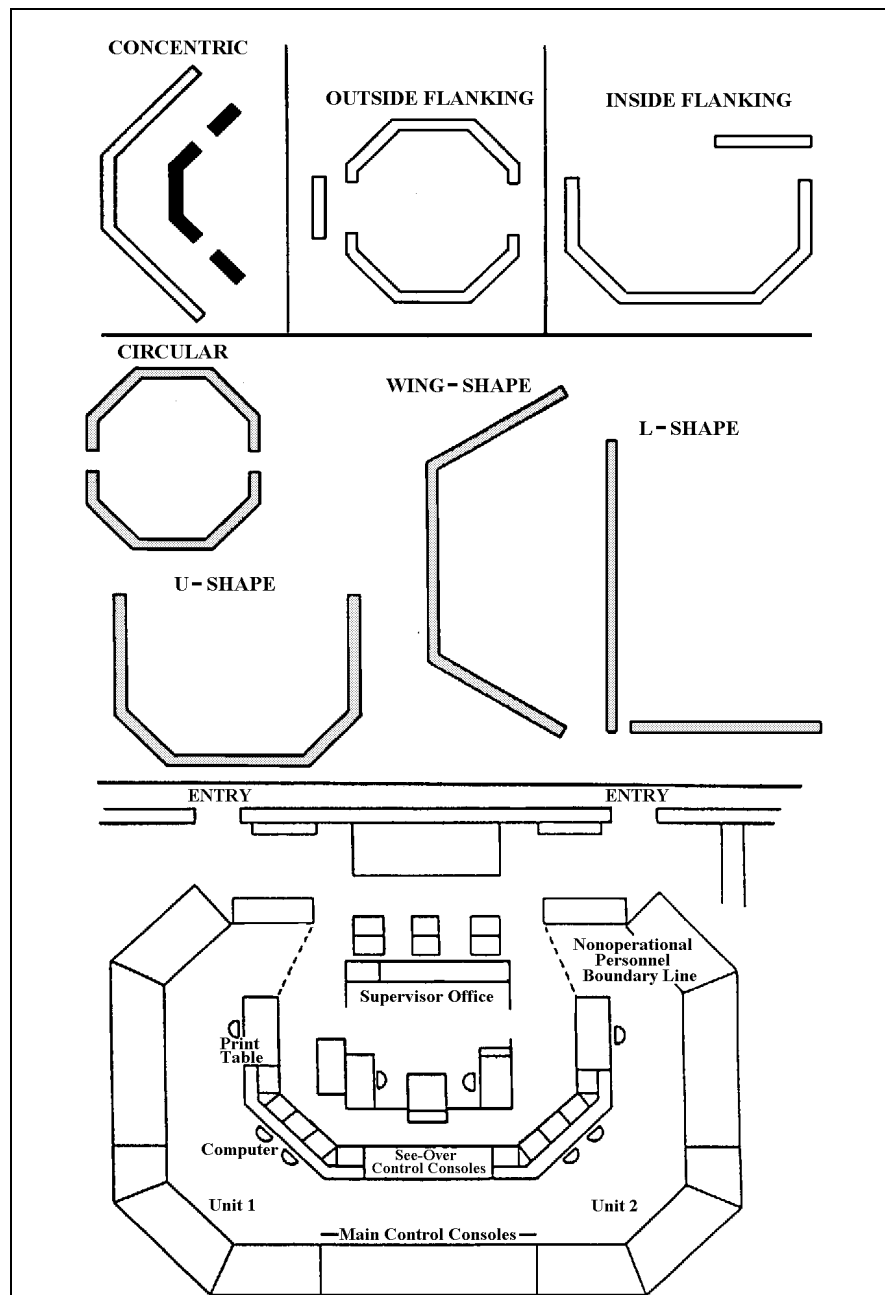 CONCENTRIC
OUTSIDE FLANKING
INSIDE FLANKING
CIRCULAR
WING-SHAPE
L-SHAPE
U-SHAPE
ENTRY
ENTRY
Nonoperational
Personnel
Boundary Line
Supervisor Office
Print
Table
Computer
See-Over
Control Consoles
Unit 1
Unit 2
Main Control Consoles